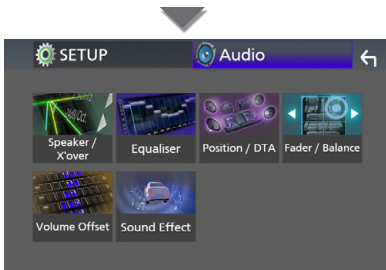 SETUP
Audio
Speaker /
X'over
Equaliser
Position / DTA
Fader / Balance
Volume Offset
Sound Effect